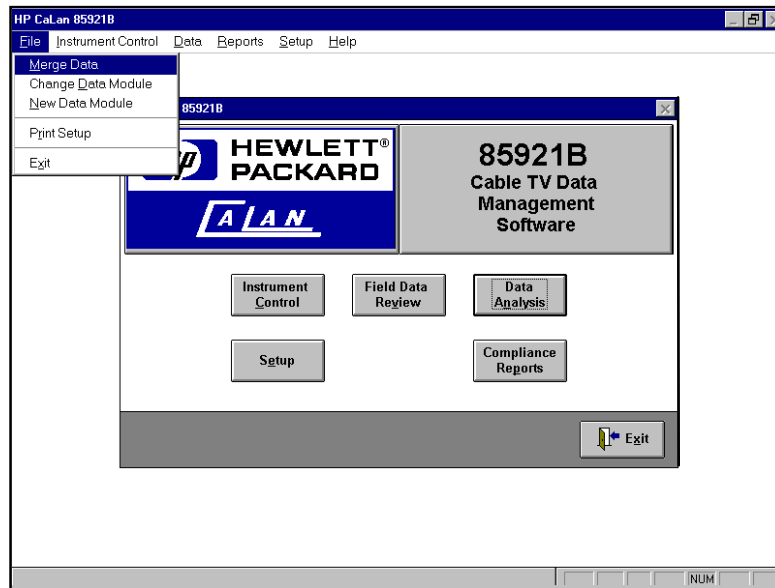 HP CaLan 85921B
File Instrument Control Data Reports Setup Help
Merge Data
Change Data Module
New Data Module
Print Setup
Exit
85921B
hp HEWLETT®
PACKARD
CALAN
85921B
Cable TV Data
Management
Software
Instrument
Control
Field Data
Review
Data
Analysis
Setup
Compliance
Reports
Exit
NUM